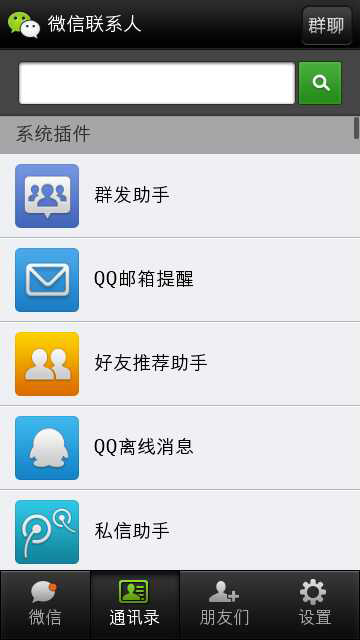 微信联系人
群聊
系统插件
群发助手
QQ邮箱提醒
好友推荐助手
QQ离线消息
私信助手
微信
通讯录
朋友们
设置